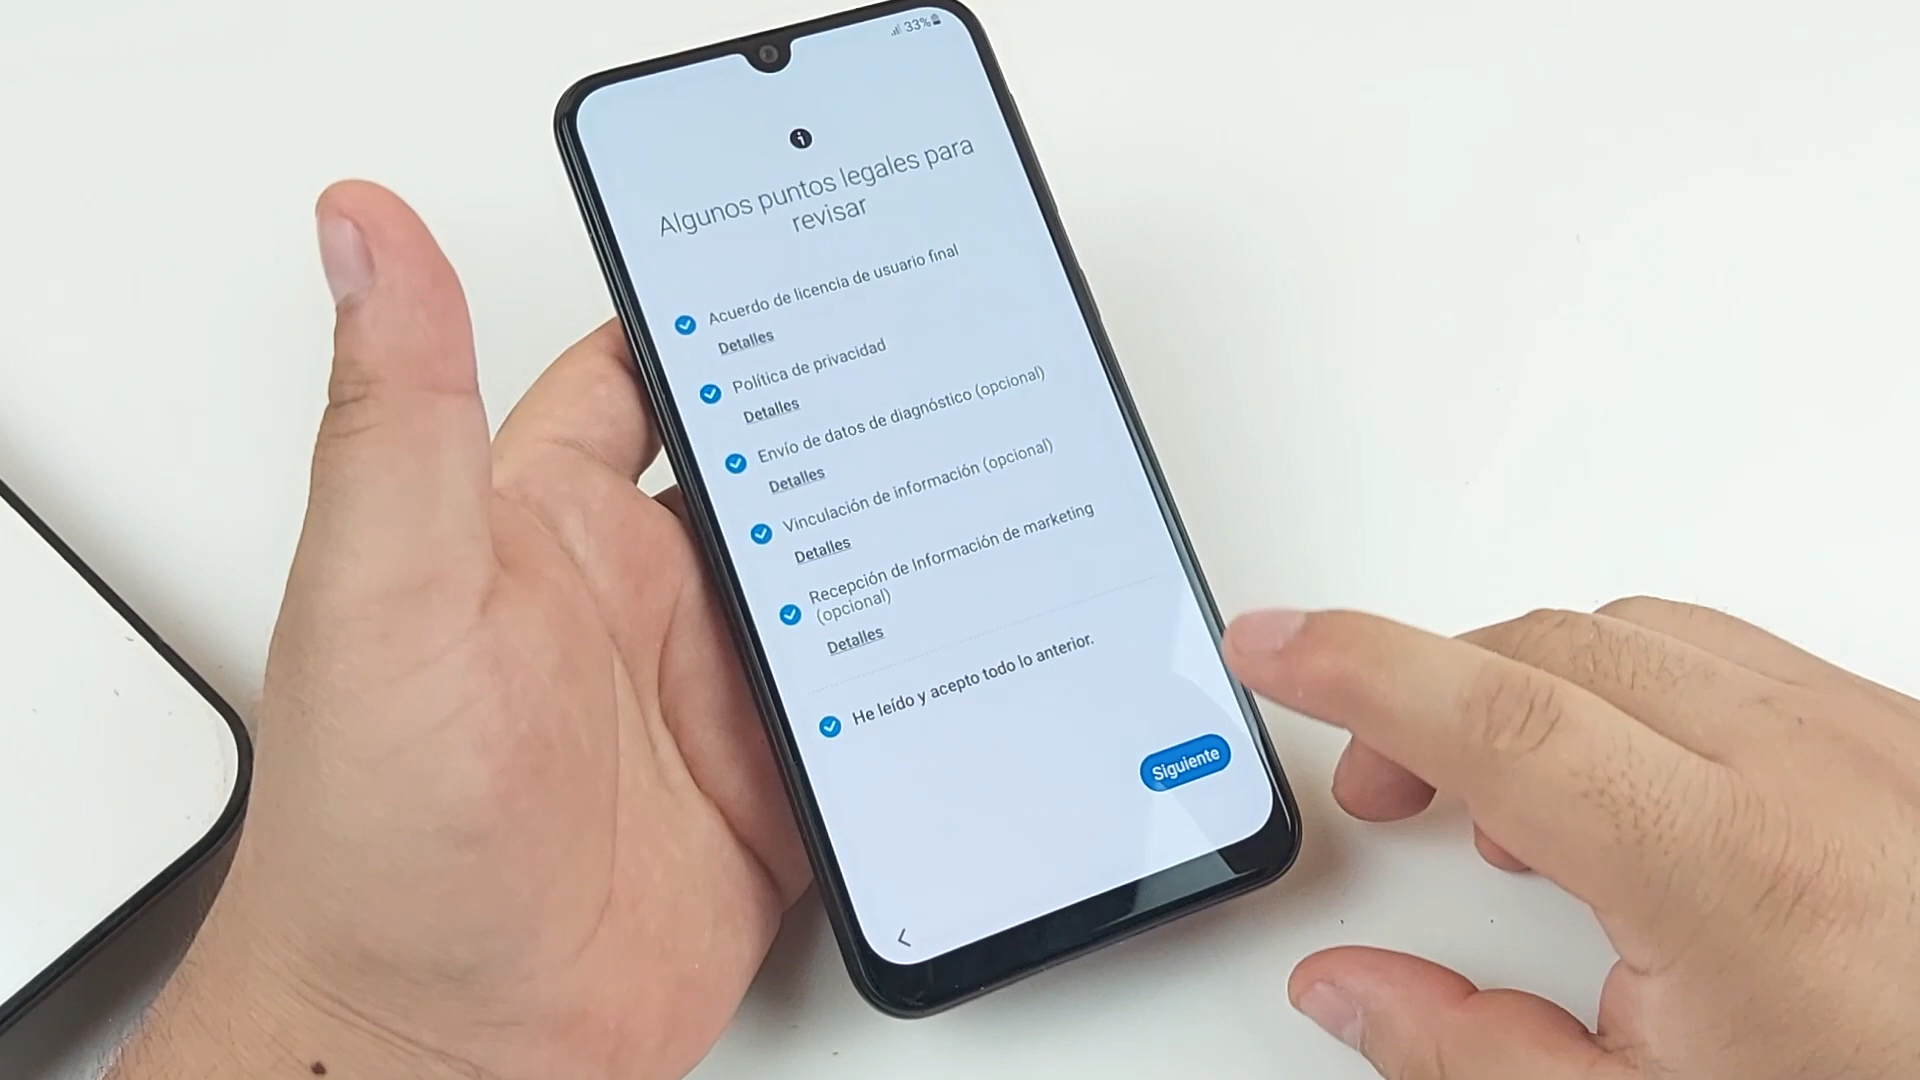 33%
Algunos puntos legales para
revisar
Acuerdo de licencia de usuario final
Detalles
Política de privacidad
Detalles
Envío de datos de diagnóstico (opcional)
Detalles
Vinculación de información (opcional)
Detalles
Recepción de Información de marketing
(opcional)
Detalles
He leído y acepto todo lo anterior.
Siguiente